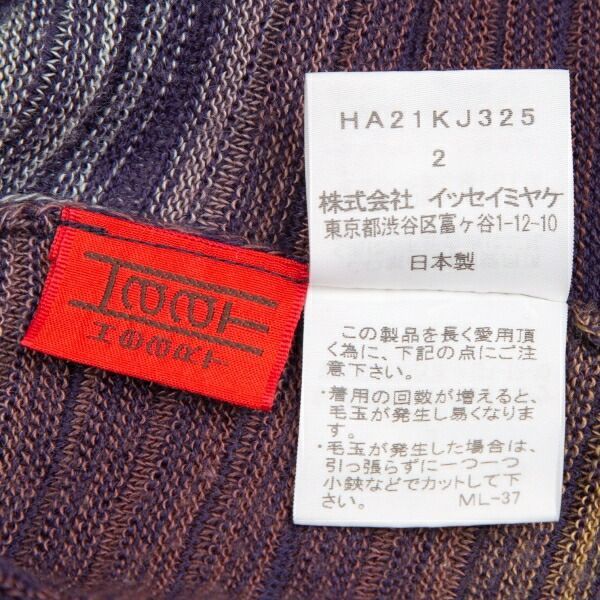 HaaT
HEART
HA21KJ325
2
株式会社 イッセイミヤケ
東京都渋谷区富ヶ谷1-12-10
日本製
この製品を長く愛用頂
く為に、下記の点にご注
意下さい。
・着用の回数が増えると、
毛玉が発生し易くなりま
す。
・毛玉が発生した場合は、
引っ張らずに一つ一つ
小鋏などでカットして下
さい。 ML-37